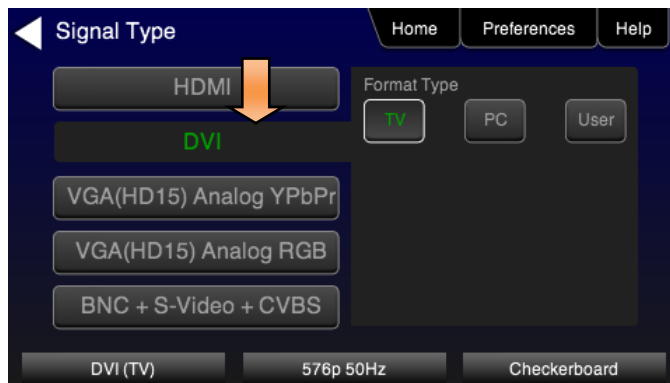 Signal Type
Home
Preferences
Help
HDMI
DVI
VGA(HD15) Analog YPbPr
VGA(HD15) Analog RGB
BNC + S-Video + CVBS
Format Type
TV
PC
User
DVI (TV)
576p 50Hz
Checkerboard